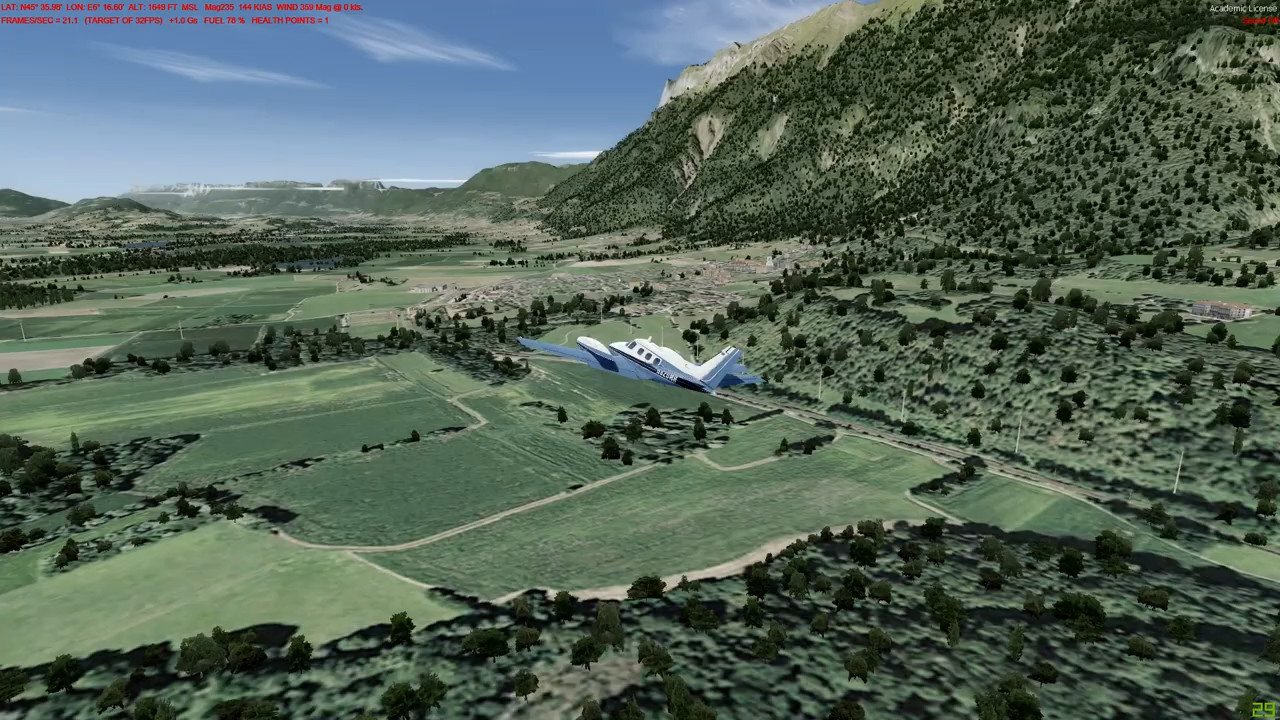 LAT: N45° 35.98' LON: E6° 16.60' ALT: 1649 FT MSL Mag235 144 KIAS WIND 359 Mag @ 0 kts.
Academic License
FRAMES/SEC = 21.1 (TARGET OF 32FPS) +1.0 Gs FUEL 78 % HEALTH POINTS = 1
29